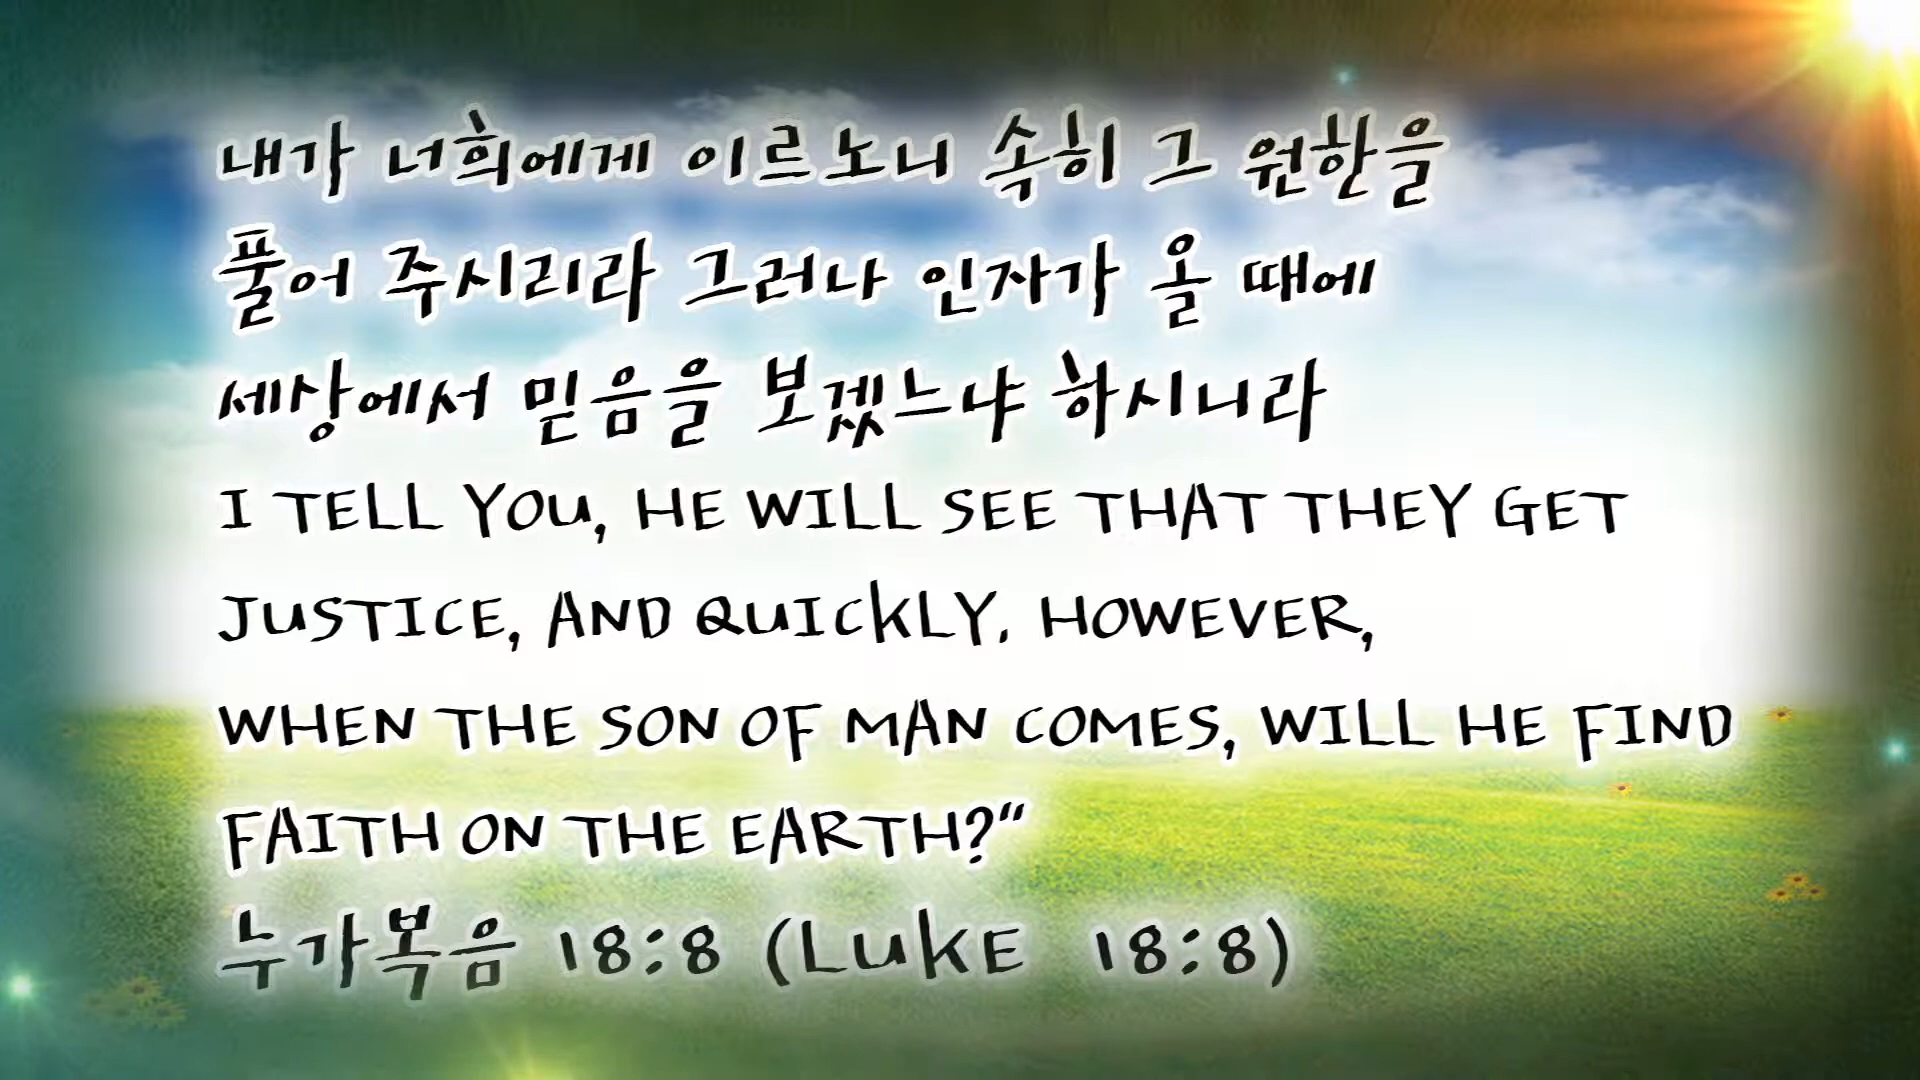 내가 너희에게 이르노니 속히 그 원한을
풀어 주시리라 그러나 인자가 올 때에
세상에서 믿음을 보겠느냐 하시니라
I TELL YOU, HE WILL SEE THAT THEY GET
JUSTICE, AND QUICKLY. HOWEVER,
WHEN THE SON OF MAN COMES, WILL HE FIND
FAITH ON THE EARTH?"
누가복음 18:8 (LUKE 18:8)